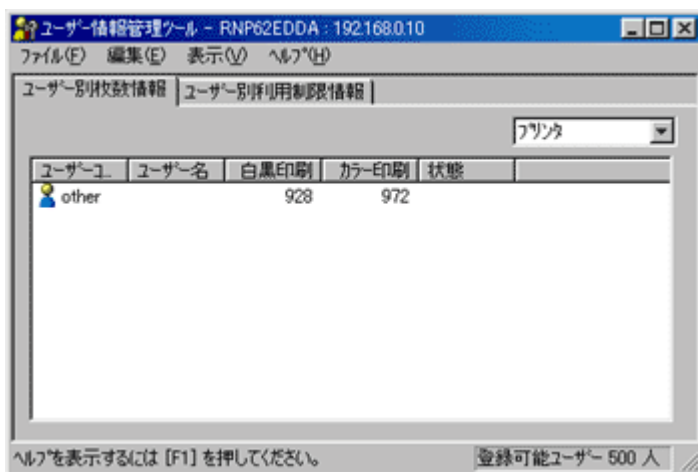 ユーザー情報管理ツール - RNP62EDDA : 192.168.0.10
ファイル(F) 編集(E) 表示(V) ヘルプ(H)
ユーザー別枚数情報 ユーザー別利用制限情報
プリンタ
ユーザーコ... ユーザー名 白黒印刷 カラー印刷 状態
other 928 972
ヘルプを表示するには [F1] を押してください。 登録可能ユーザー 500 人